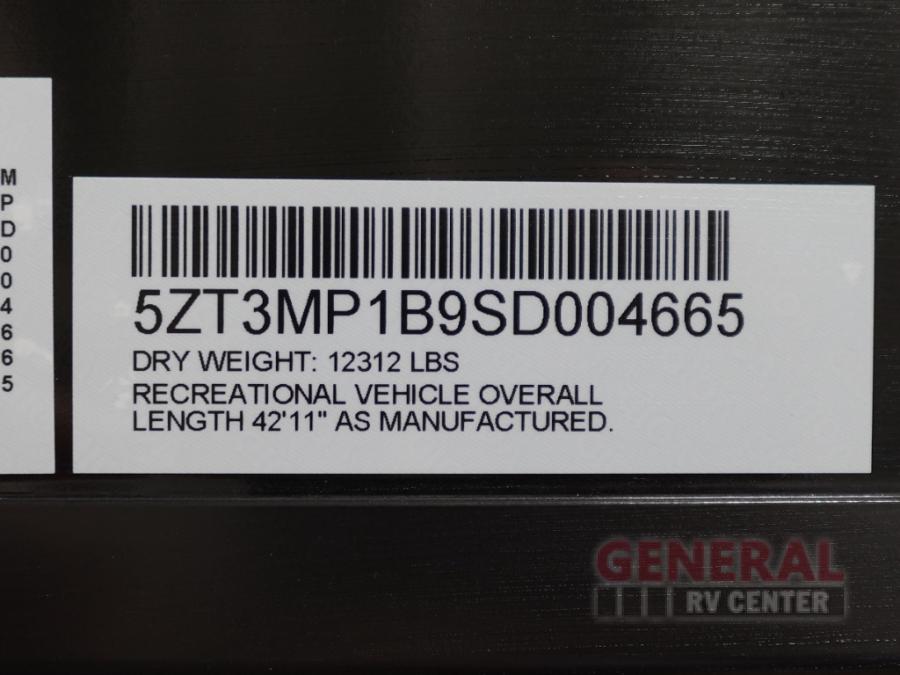 M
P
D
0
0
4
6
6
5
5ZT3MP1B9SD004665
DRY WEIGHT: 12312 LBS
RECREATIONAL VEHICLE OVERALL
LENGTH 42'11" AS MANUFACTURED.
GENERAL
RV CENTER